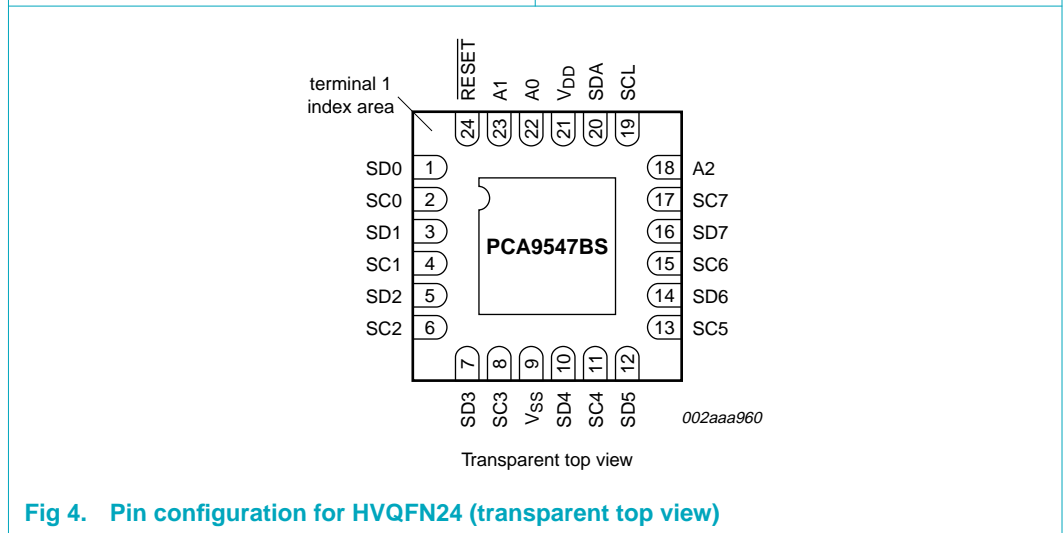 RESET A1 A0 VDD SDA SCL
terminal 1
index area
24 23 22 21 20 19
SD0 1 18 A2
SC0 2 17 SC7
SD1 3 16 SD7
PCA9547BS
SC1 4 15 SC6
SD2 5 14 SD6
SC2 6 13 SC5
7 8 9 10 11 12
SD3 SC3 VSS SD4 SC4 SD5
002aaa960
Transparent top view
Fig 4. Pin configuration for HVQFN24 (transparent top view)